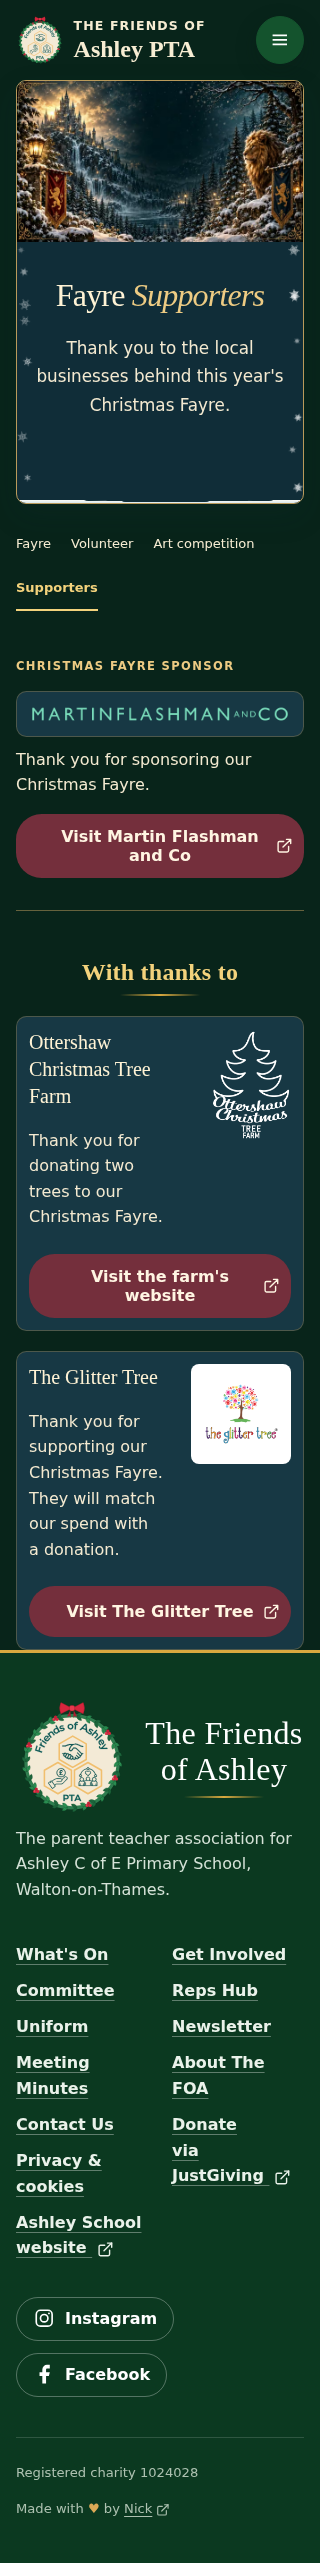 THE FRIENDS OF
Ashley PTA
Fayre Supporters
Thank you to the local
businesses behind this year's
Christmas Fayre.
Fayre Volunteer Art competition
Supporters
CHRISTMAS FAYRE SPONSOR
MARTINFLASHMANANDCO
Thank you for sponsoring our
Christmas Fayre.
Visit Martin Flashman
and Co
With thanks to
Ottershaw
Christmas Tree
Farm
Ottershaw
Christmas
TREE
FARM
Thank you for
donating two
trees to our
Christmas Fayre.
Visit the farm's
website
The Glitter Tree
the glitter tree
Thank you for
supporting our
Christmas Fayre.
They will match
our spend with
a donation.
Visit The Glitter Tree
Friends of Ashley
PTA
The Friends
of Ashley
The parent teacher association for
Ashley C of E Primary School,
Walton-on-Thames.
What's On
Committee
Uniform
Meeting
Minutes
Contact Us
Privacy &
cookies
Ashley School
website
Get Involved
Reps Hub
Newsletter
About The
FOA
Donate
via
JustGiving
Instagram
Facebook
Registered charity 1024028
Made with ♥ by Nick